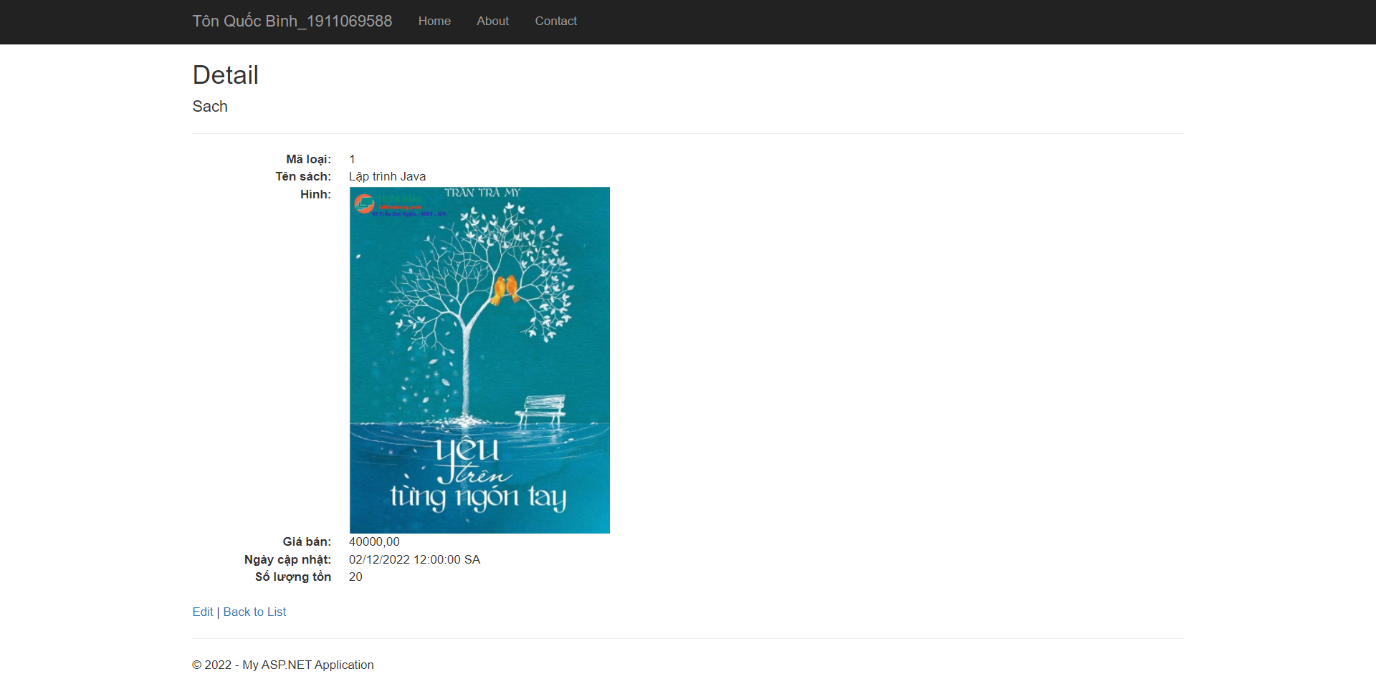 Tôn Quốc Bình_1911069588 Home About Contact
Detail
Sach
Mã loại: 1
Tên sách: Lập trình Java
Hình:
TRẦN TRÀ MY
yêu
trên
từng ngón tay
Giá bán: 40000,00
Ngày cập nhật: 02/12/2022 12:00:00 SA
Số lượng tồn 20
Edit | Back to List
© 2022 - My ASP.NET Application